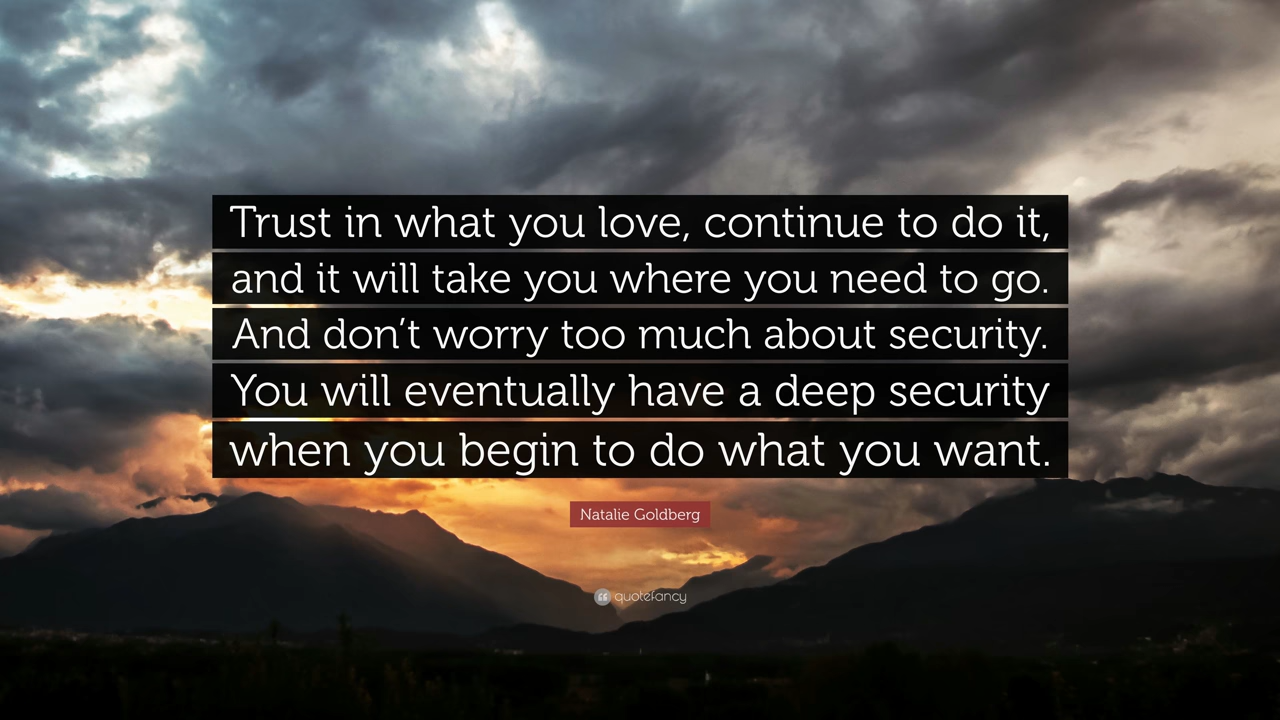 Trust in what you love, continue to do it,
and it will take you where you need to go.
And don’t worry too much about security.
You will eventually have a deep security
when you begin to do what you want.
Natalie Goldberg
quotefancy